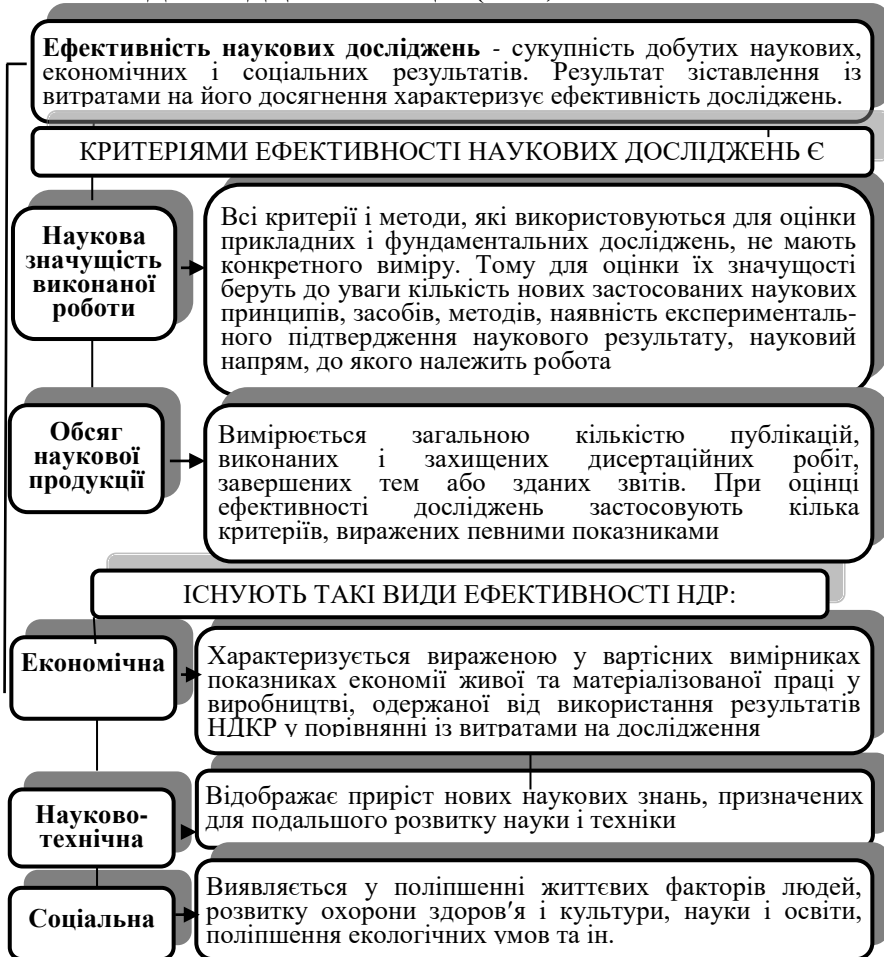 Ефективність наукових досліджень - сукупність добутих наукових,
економічних і соціальних результатів. Результат зіставлення із
витратами на його досягнення характеризує ефективність досліджень.
КРИТЕРІЯМИ ЕФЕКТИВНОСТІ НАУКОВИХ ДОСЛІДЖЕНЬ Є
Наукова
значущість
виконаної
роботи
Всі критерії і методи, які використовуються для оцінки
прикладних і фундаментальних досліджень, не мають
конкретного виміру. Тому для оцінки їх значущості
беруть до уваги кількість нових застосованих наукових
принципів, засобів, методів, наявність експерименталь-
ного підтвердження наукового результату, науковий
напрям, до якого належить робота
Обсяг
наукової
продукції
Вимірюється загальною кількістю публікацій,
виконаних і захищених дисертаційних робіт,
завершених тем або зданих звітів. При оцінці
ефективності досліджень застосовують кілька
критеріїв, виражених певними показниками
ІСНУЮТЬ ТАКІ ВИДИ ЕФЕКТИВНОСТІ НДР:
Економічна
Характеризується вираженою у вартісних вимірниках
показниках економії живої та матеріалізованої праці у
виробництві, одержаної від використання результатів
НДКР у порівнянні із витратами на дослідження
Науково-
технічна
Відображає приріст нових наукових знань, призначених
для подальшого розвитку науки і техніки
Соціальна
Виявляється у поліпшенні життєвих факторів людей,
розвитку охорони здоров'я і культури, науки і освіти,
поліпшення екологічних умов та ін.